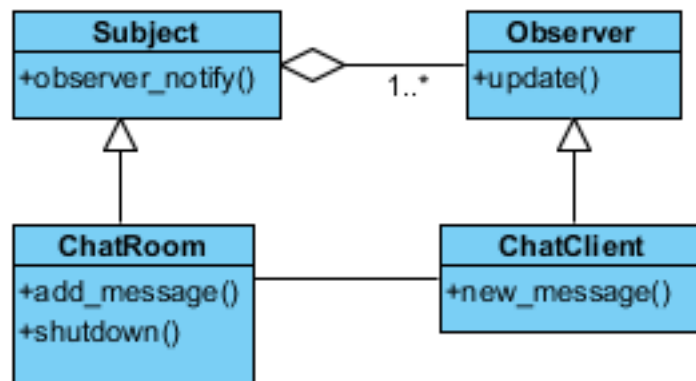 Subject
+observer_notify()
Observer
+update()
1..*
ChatRoom
+add_message()
+shutdown()
ChatClient
+new_message()